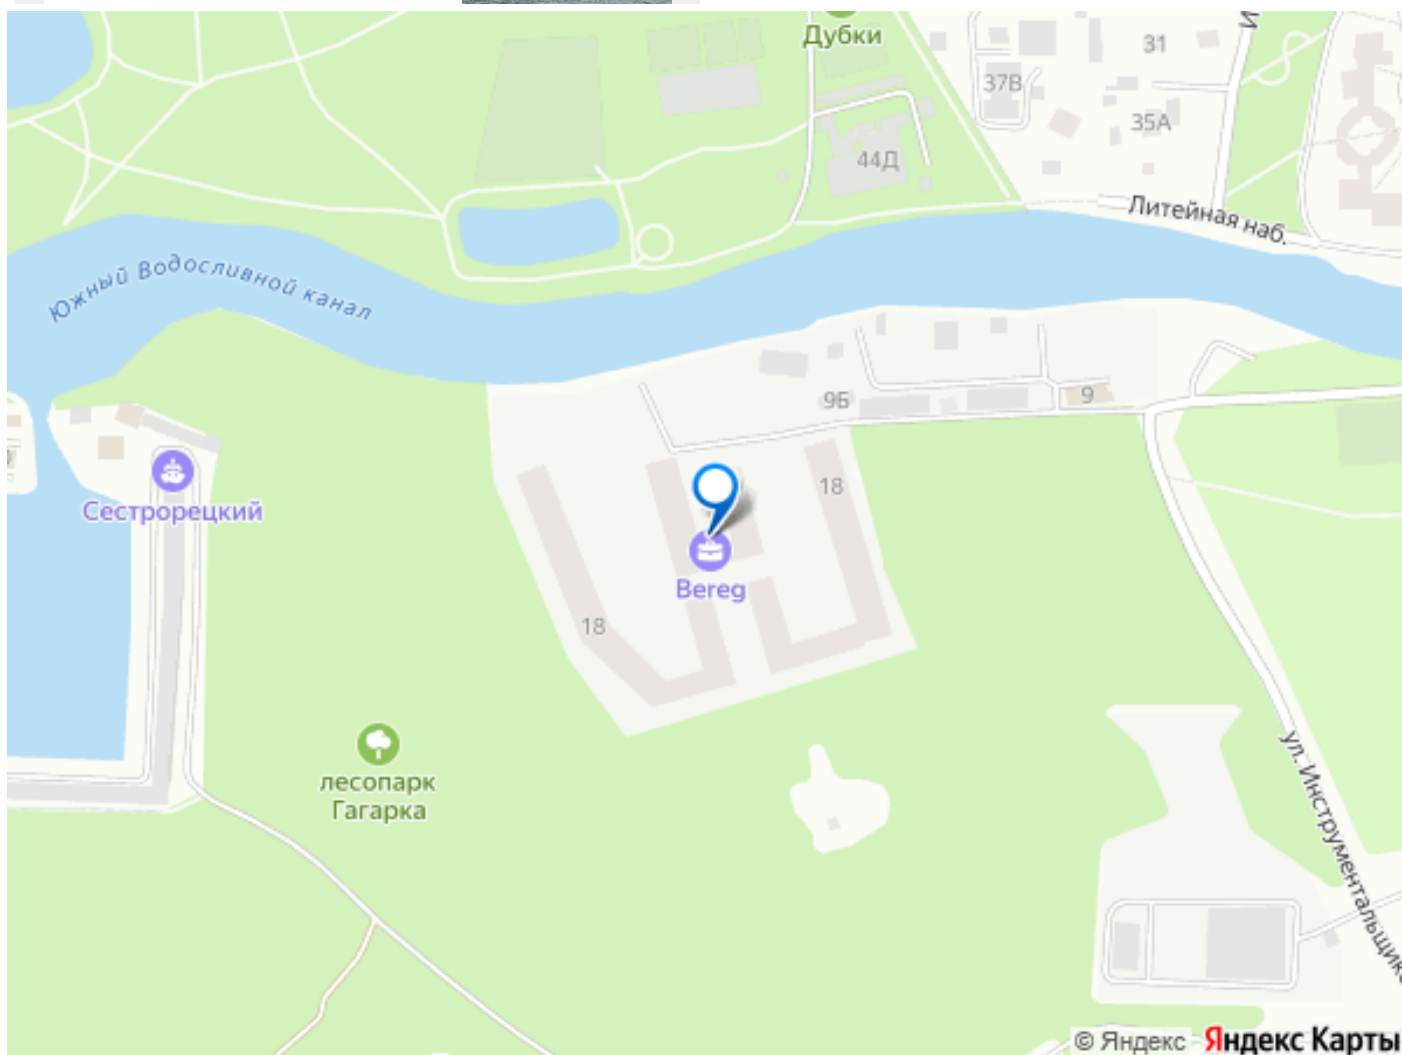 Дубки
31
37В
35А
44Д
Литейная наб.
Южный Водосливной канал
9Б
9
Сестрорецкий
18
Bereg
18
лесопарк
Гагарка
ул. Инструментальщико
© Яндекс Яндекс Карты